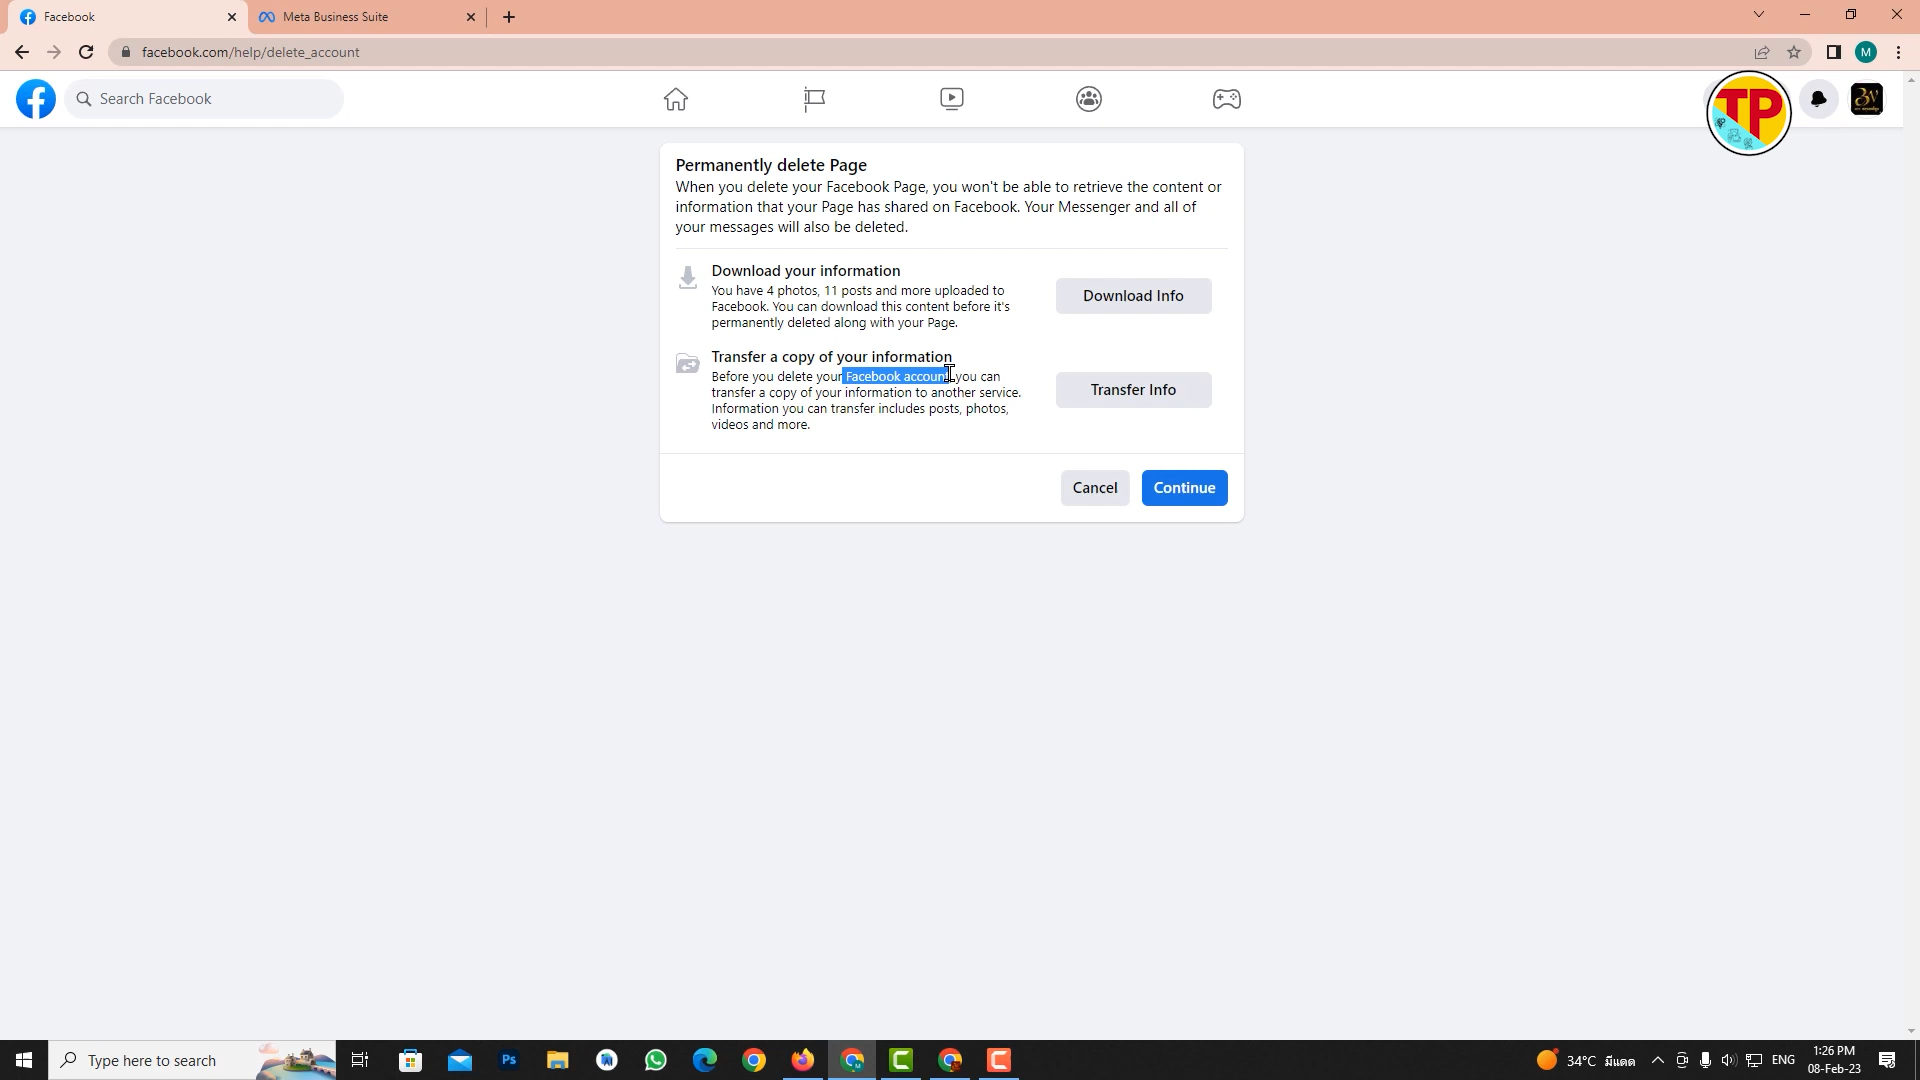 Facebook
Meta Business Suite
facebook.com/help/delete_account
M
Search Facebook
TP
Permanently delete Page
When you delete your Facebook Page, you won't be able to retrieve the content or
information that your Page has shared on Facebook. Your Messenger and all of
your messages will also be deleted.
Download your information
You have 4 photos, 11 posts and more uploaded to
Facebook. You can download this content before it's
permanently deleted along with your Page.
Download Info
Transfer a copy of your information
Before you delete your Facebook account, you can
transfer a copy of your information to another service.
Information you can transfer includes posts, photos,
videos and more.
Transfer Info
Cancel
Continue
Type here to search
Ps
34°C มีแดด
ENG
1:26 PM
08-Feb-23